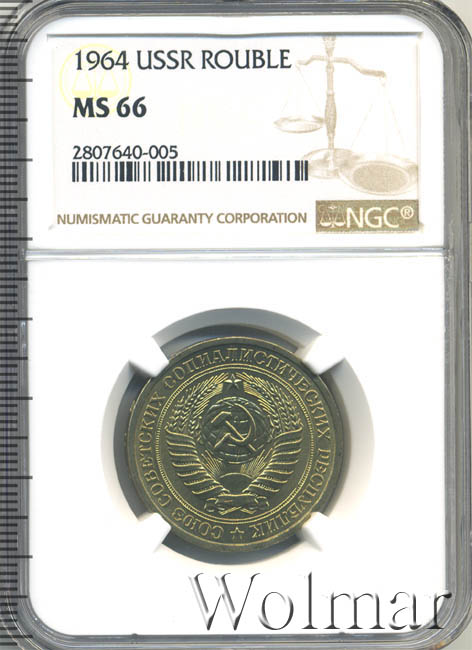 1964 USSR ROUBLE
MS 66
2807640-005
NUMISMATIC GUARANTY CORPORATION
NGC®
СОЮЗ СОВЕТСКИХ СОЦИАЛИСТИЧЕСКИХ РЕСПУБЛИК
Wolmar